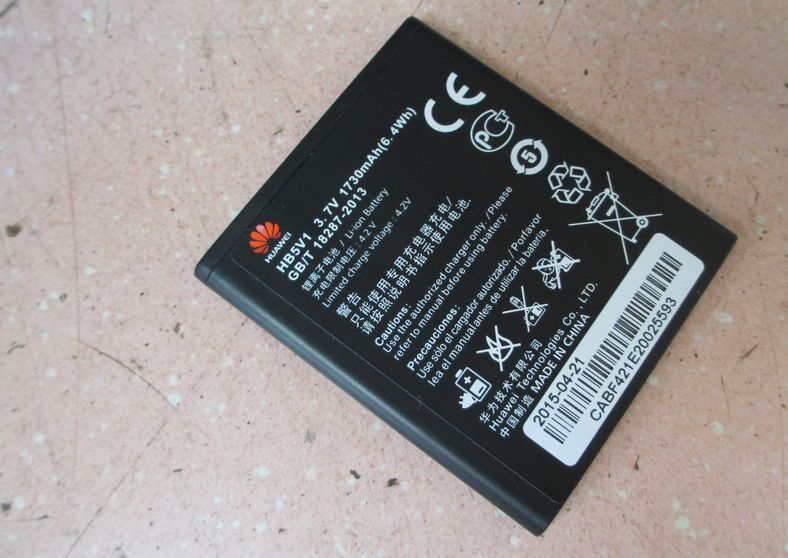 HUAWEI
HB5V1 3.7V 1730mAh(6.4Wh)
GB/T 18287-2013
锂离子电池 / Li-ion Battery
充电限制电压: 4.2V
Limited charge voltage: 4.2V
警告
只能使用专用充电器充电/
请按照说明书指示使用电池.
Cautions:
Use the authorized charger only. / Please
refer to manual before using battery.
Precauciones:
Use sólo el cargador autorizado. / Porfavor
lea el manual antes de utilizar la bateria.
CE
PCT
5
华为技术有限公司
Huawei Technologies Co., LTD.
中国制造 MADE IN CHINA
2015-04-21
CABF421E20025593